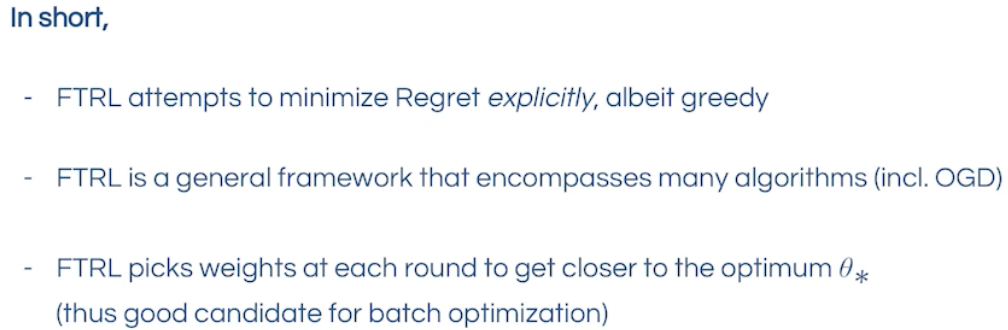 In short,
- FTRL attempts to minimize Regret explicitly, albeit greedy
- FTRL is a general framework that encompasses many algorithms (incl. OGD)
- FTRL picks weights at each round to get closer to the optimum θ*
(thus good candidate for batch optimization)